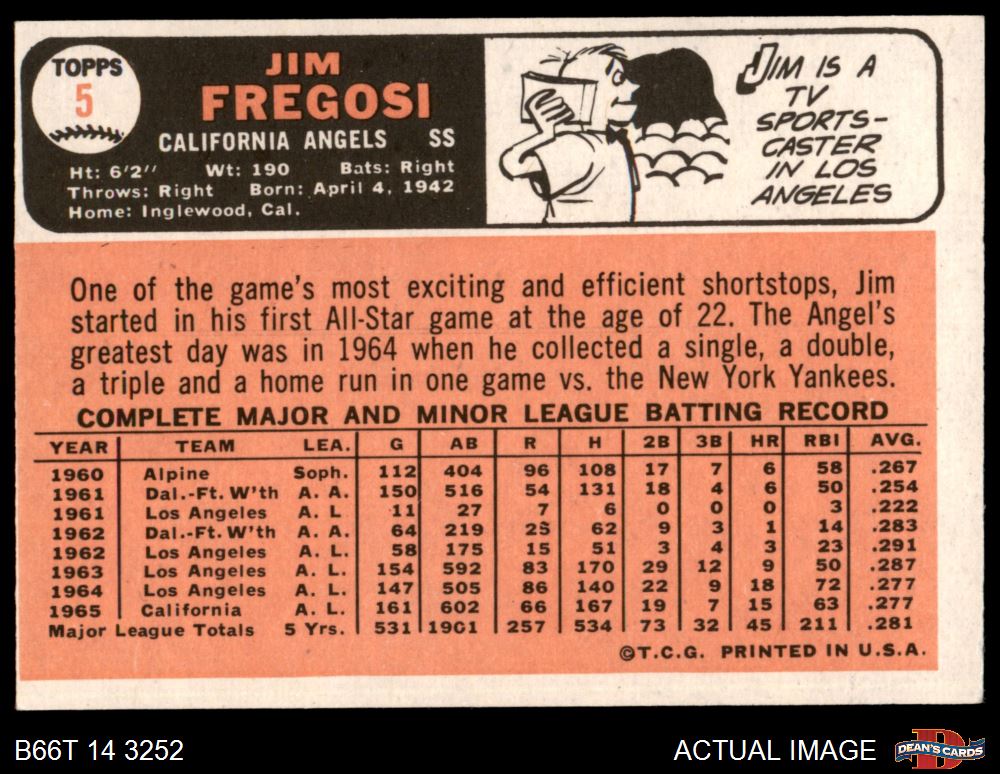 TOPPS
5
JIM
FREGOSI
CALIFORNIA ANGELS SS
Ht: 6'2" Wt: 190 Bats: Right
Throws: Right Born: April 4, 1942
Home: Inglewood, Cal.
JIM IS A
TV
SPORTS-
CASTER
IN LOS
ANGELES
One of the game's most exciting and efficient shortstops, Jim
started in his first All-Star game at the age of 22. The Angel's
greatest day was in 1964 when he collected a single, a double,
a triple and a home run in one game vs. the New York Yankees.
COMPLETE MAJOR AND MINOR LEAGUE BATTING RECORD
YEAR TEAM LEA. G AB R H 2B 3B HR RBI AVG.
1960 Alpine Soph. 112 404 96 108 17 7 6 58 .267
1961 Dal.-Ft. W'th A. A. 150 516 54 131 18 4 6 50 .254
1961 Los Angeles A. L 11 27 7 6 0 0 0 3 .222
1962 Dal.-Ft. W'th A. A. 64 219 25 62 9 3 1 14 .283
1962 Los Angeles A. L. 58 175 15 51 3 4 3 23 .291
1963 Los Angeles A. L. 154 592 83 170 29 12 9 50 .287
1964 Los Angeles A. L. 147 505 86 140 22 9 18 72 .277
1965 California A. L. 161 602 66 167 19 7 15 63 .277
Major League Totals 5 Yrs. 531 1901 257 534 73 32 45 211 .281
©T.C.G. PRINTED IN U.S.A.
B66T 14 3252
ACTUAL IMAGE
DEAN'S CARDS